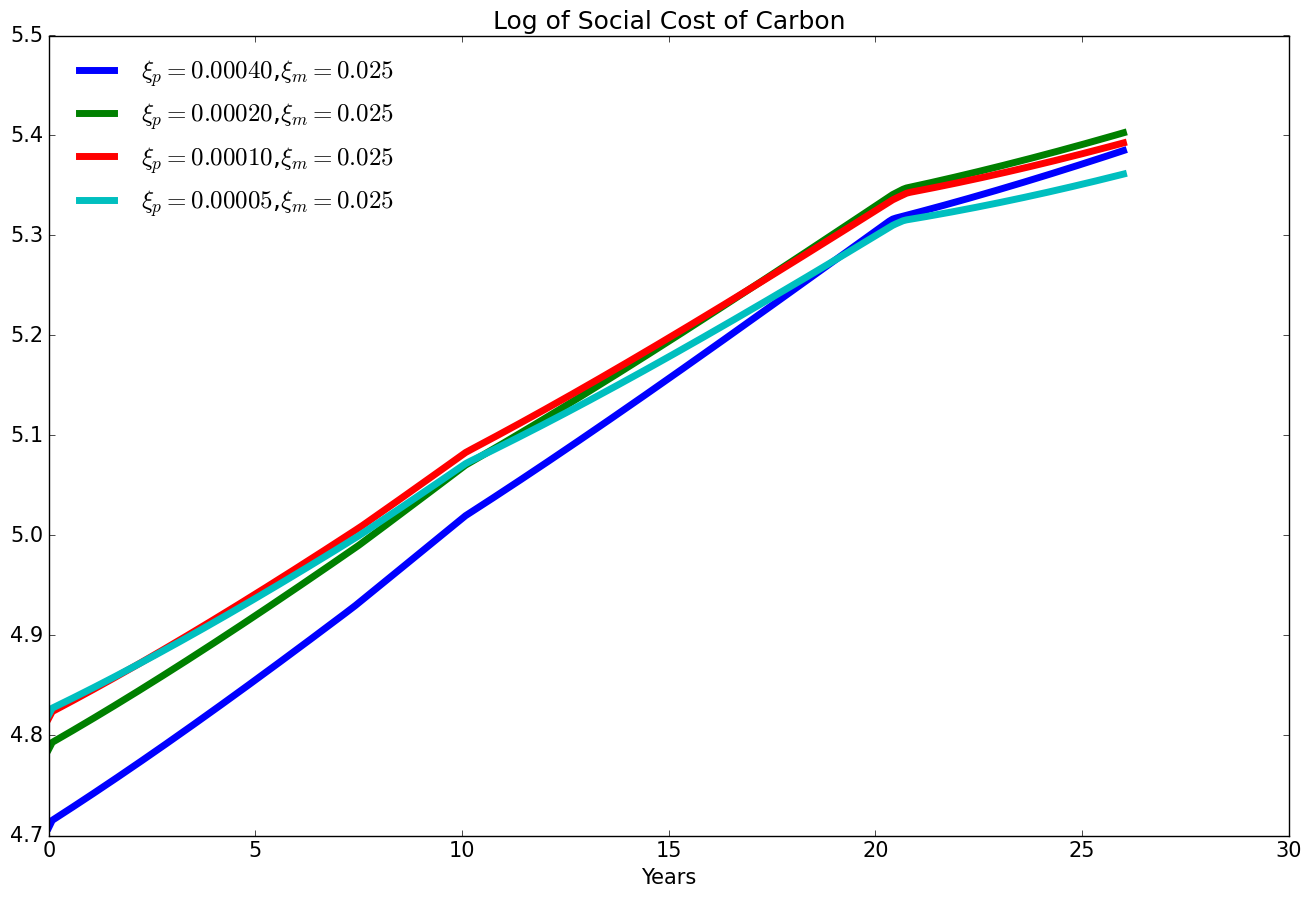 Log of Social Cost of Carbon
5.5
5.4
5.3
5.2
5.1
5.0
4.9
4.8
4.7
ξp = 0.00040,ξm = 0.025
ξp = 0.00020,ξm = 0.025
ξp = 0.00010,ξm = 0.025
ξp = 0.00005,ξm = 0.025
0 5 10 15 20 25 30
Years